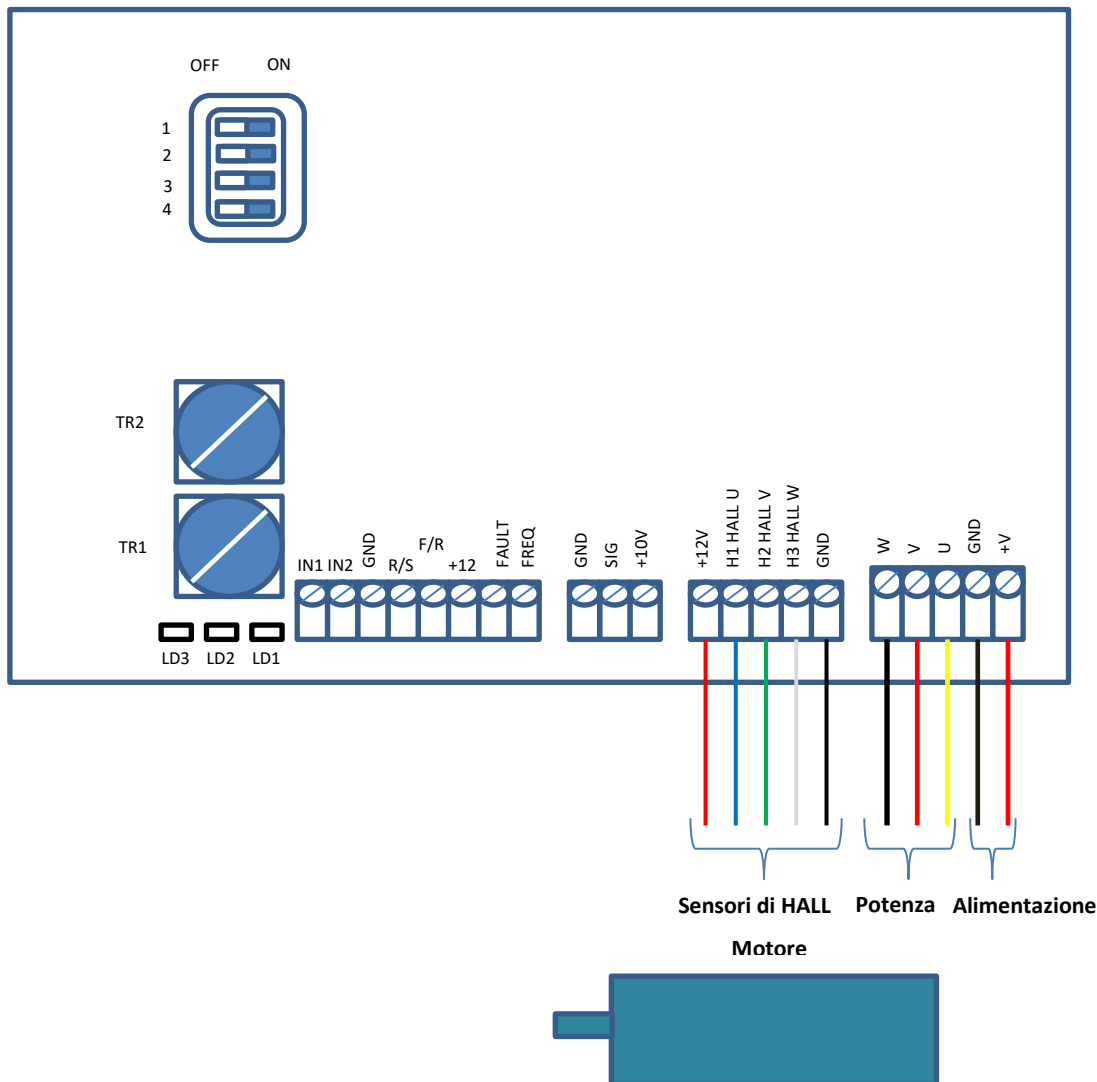 OFF ON
1
2
3
4
TR2
TR1
IN1 IN2 GND R/S F/R +12 FAULT FREQ
GND SIG +10V
+12V H1 HALL U H2 HALL V H3 HALL W GND
W V U GND +V
LD3 LD2 LD1
Sensori di HALL Potenza Alimentazione
Motore